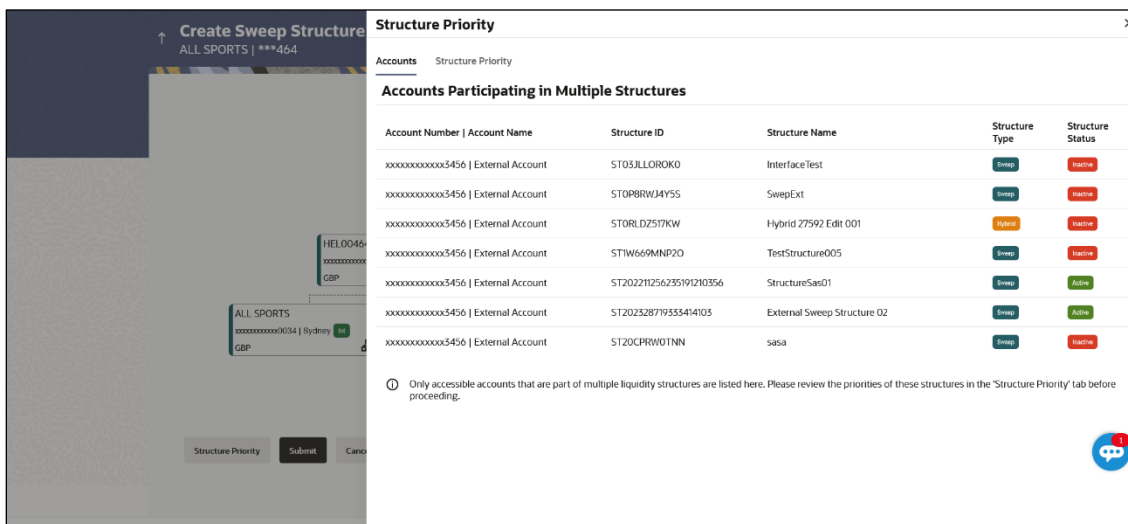 Create Sweep Structure
ALL SPORTS | ***464
HEL00464
xxxxxxxxxxxx
GBP
ALL SPORTS
xxxxxxxxxxxx0034 | Sydney Int
GBP
Structure Priority Submit
Structure Priority
Accounts Structure Priority
Accounts Participating in Multiple Structures
Account Number | Account Name Structure ID Structure Name Structure Type Structure Status
xxxxxxxxxxxx3456 | External Account ST03JLLOROK0 InterfaceTest Sweep Inactive
xxxxxxxxxxxx3456 | External Account ST0P8RWJ4Y5S SwepExt Sweep Inactive
xxxxxxxxxxxx3456 | External Account ST0RLDZ517KW Hybrid 27592 Edit 001 Hybrid Inactive
xxxxxxxxxxxx3456 | External Account ST1W669MNP2O TestStructure005 Sweep Inactive
xxxxxxxxxxxx3456 | External Account ST202211256235191210356 StructureSas01 Sweep Active
xxxxxxxxxxxx3456 | External Account ST202328719333414103 External Sweep Structure 02 Sweep Active
xxxxxxxxxxxx3456 | External Account ST20CPRW0TNN sasa Sweep Inactive
Only accessible accounts that are part of multiple liquidity structures are listed here. Please review the priorities of these structures in the 'Structure Priority' tab before
proceeding.
1